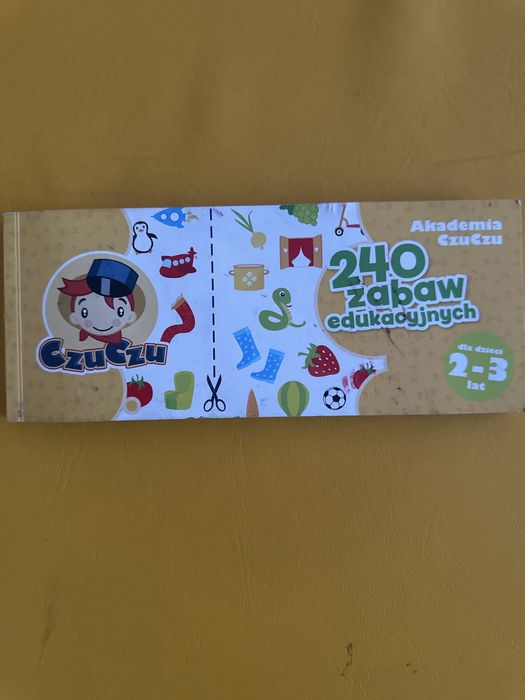 Akademia
CzuCzu
240
zabaw
edukacyjnych
CzuCzu
dla dzieci
2-3
lat